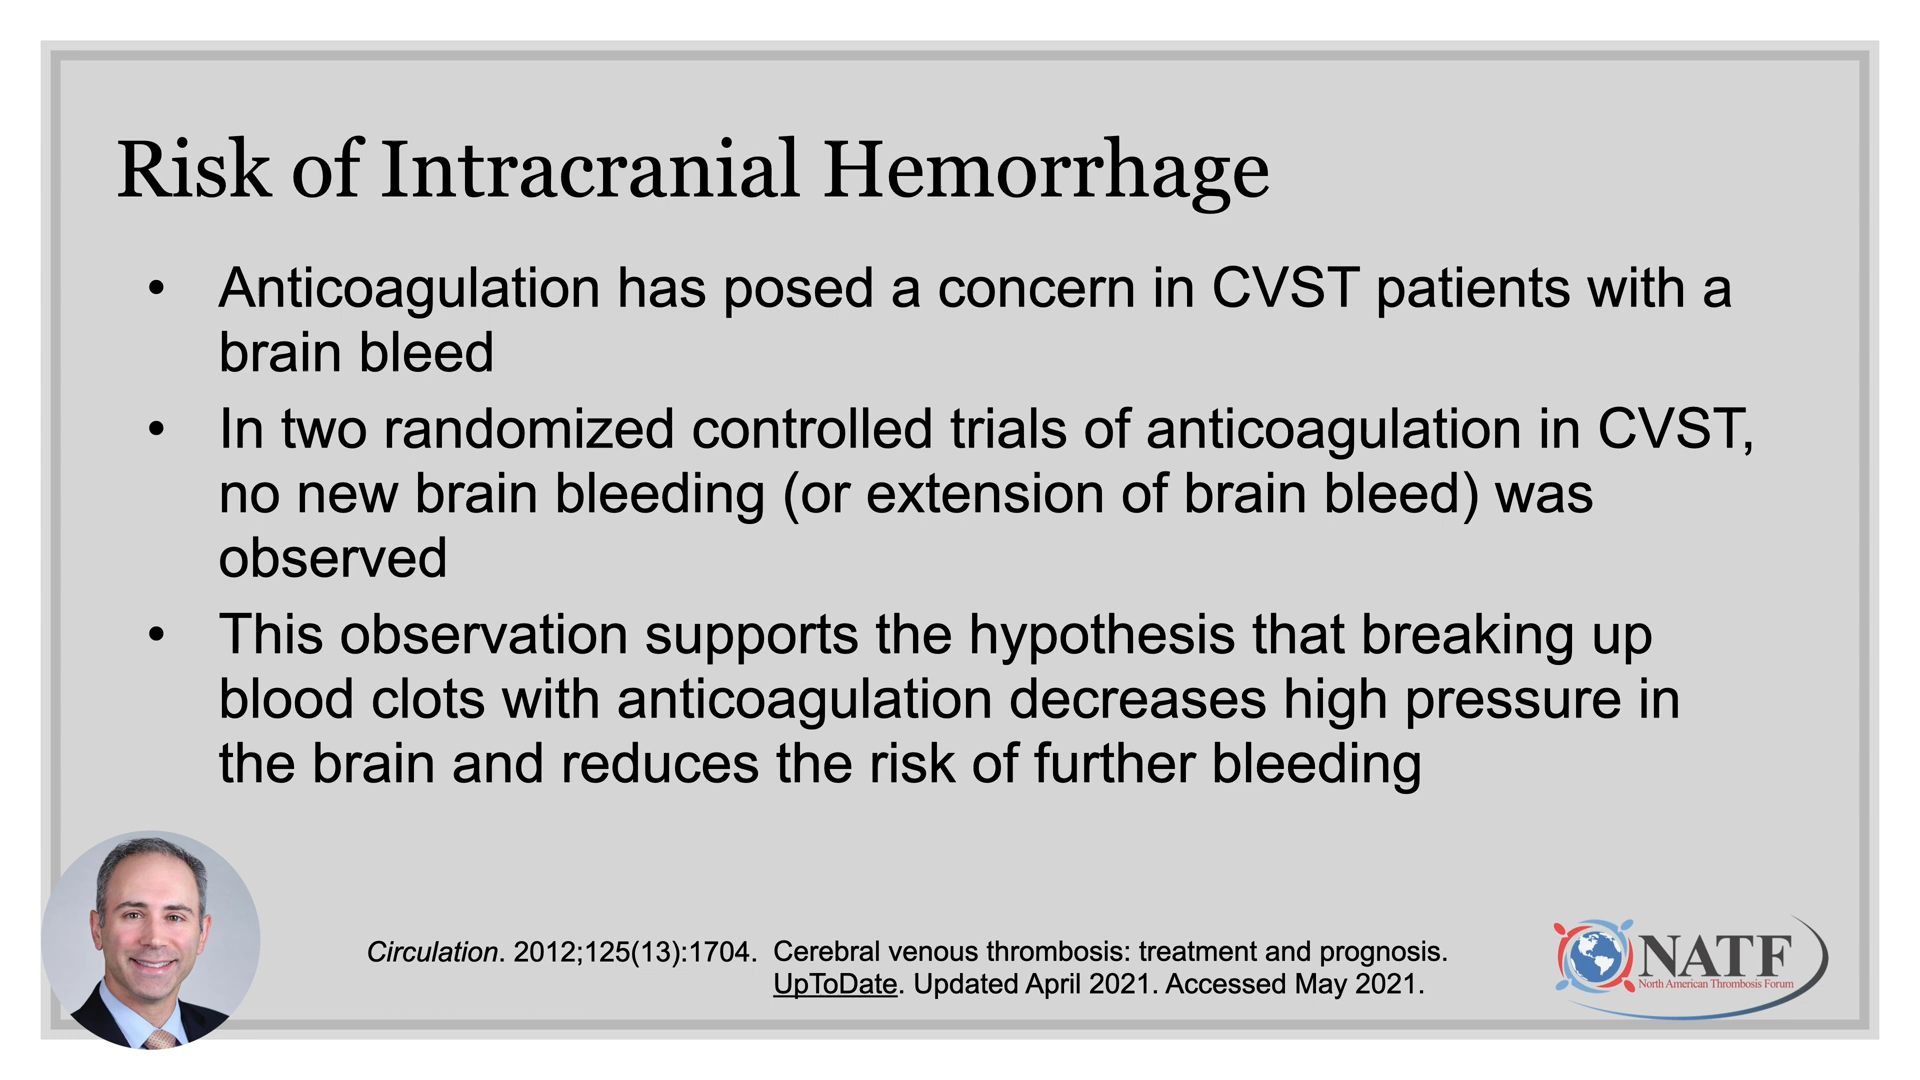 Risk of Intracranial Hemorrhage
• Anticoagulation has posed a concern in CVST patients with a
brain bleed
• In two randomized controlled trials of anticoagulation in CVST,
no new brain bleeding (or extension of brain bleed) was
observed
• This observation supports the hypothesis that breaking up
blood clots with anticoagulation decreases high pressure in
the brain and reduces the risk of further bleeding
Circulation. 2012;125(13):1704. Cerebral venous thrombosis: treatment and prognosis.
UpToDate. Updated April 2021. Accessed May 2021.
NATF
North American Thrombosis Forum